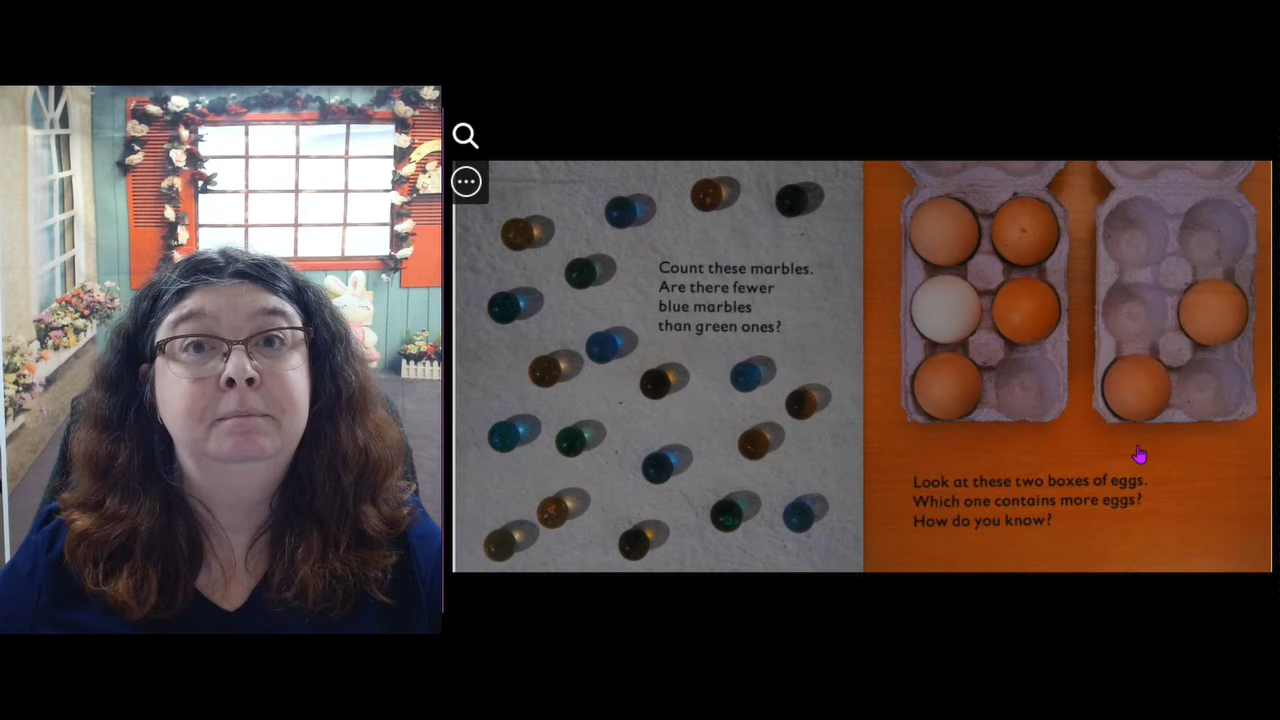 Count these marbles.
Are there fewer
blue marbles
than green ones?
Look at these two boxes of eggs.
Which one contains more eggs?
How do you know?